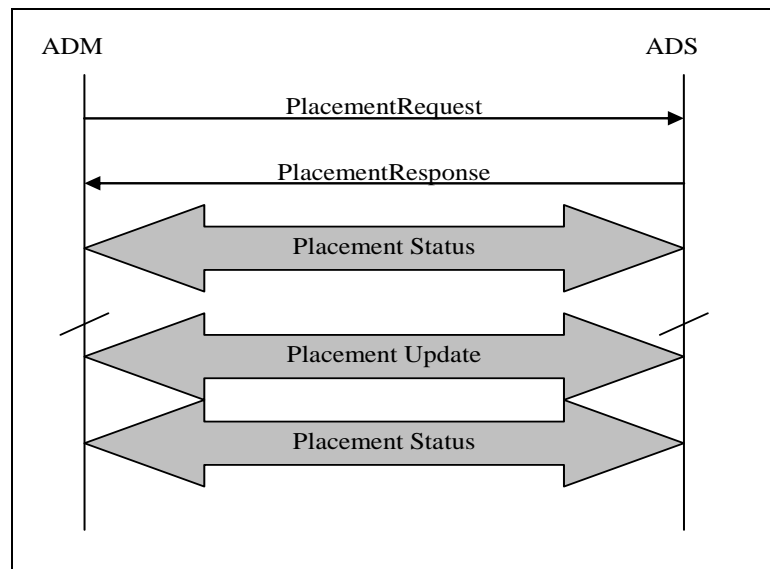 ADM
ADS
PlacementRequest
PlacementResponse
Placement Status
Placement Update
Placement Status